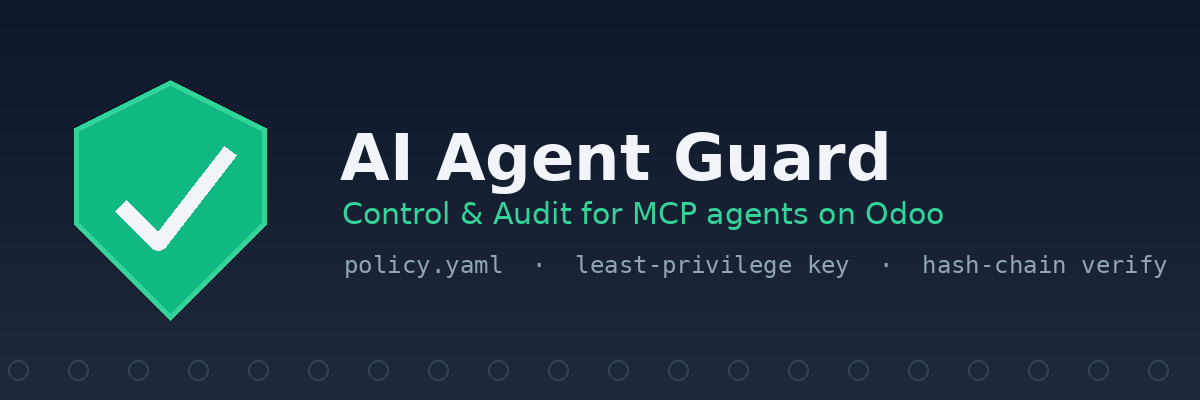 AI Agent Guard
Control & Audit for MCP agents on Odoo
policy.yaml · least-privilege key · hash-chain verify